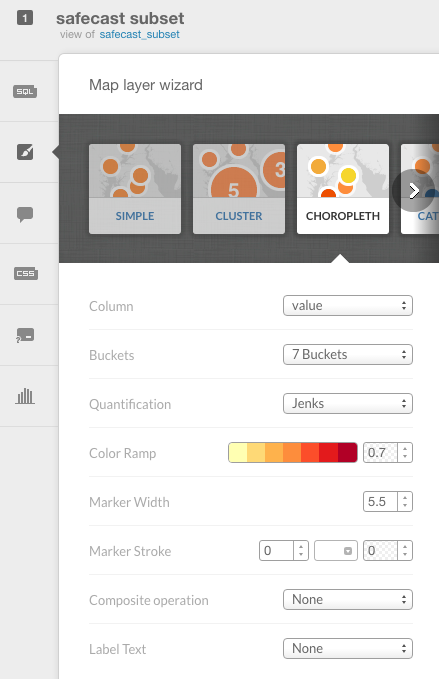 1 safecast subset
view of safecast_subset
SQL
Map layer wizard
5 3
SIMPLE CLUSTER CHOROPLETH CAT
Column value
Buckets 7 Buckets
CSS
Quantification Jenks
?
Color Ramp 0.7
Marker Width 5.5
Marker Stroke 0 0
Composite operation None
Label Text None